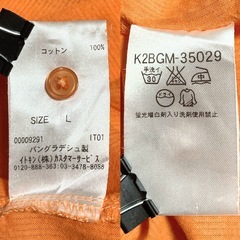 コットン 100%
SIZE L
00009291 IT01
バングラデシュ製
イトキン(株)カスタマーサービス
0120-888-363:03-3478-8088
K2BGM-35029
手洗イ
30
中
蛍光増白剤入り洗剤使用不可